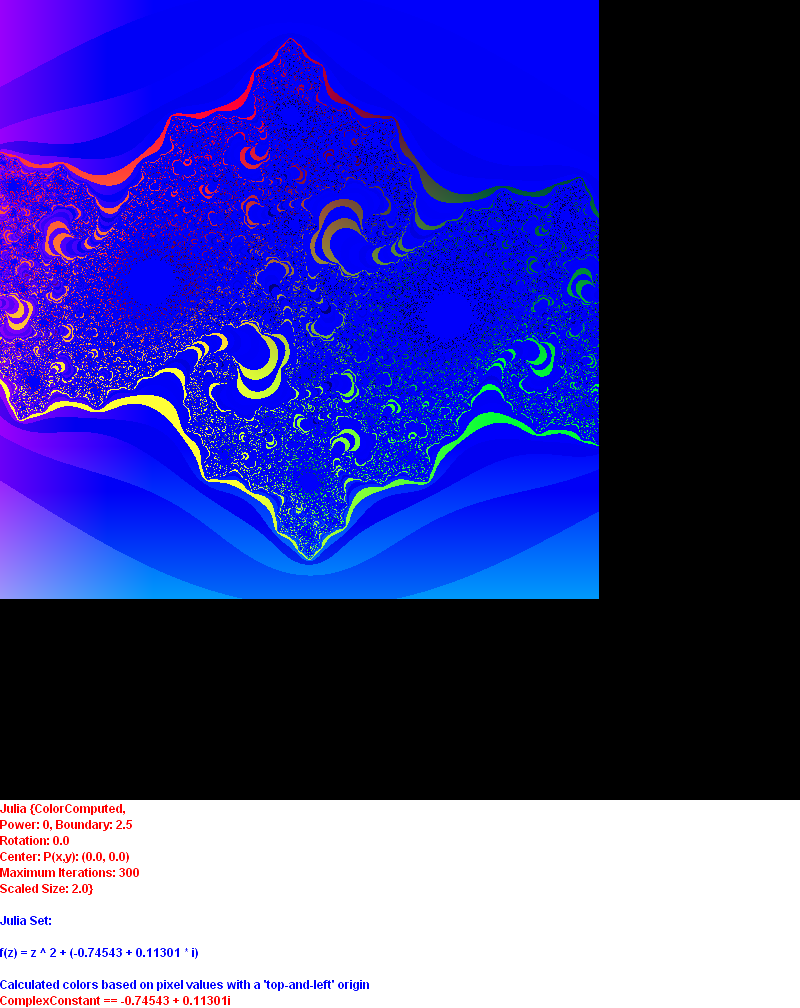 Julia {ColorComputed,
Power: 0, Boundary: 2.5
Rotation: 0.0
Center: P(x,y): (0.0, 0.0)
Maximum Iterations: 300
Scaled Size: 2.0}
Julia Set:
f(z) = z ^ 2 + (-0.74543 + 0.11301 * i)
Calculated colors based on pixel values with a 'top-and-left' origin
ComplexConstant == -0.74543 + 0.11301i